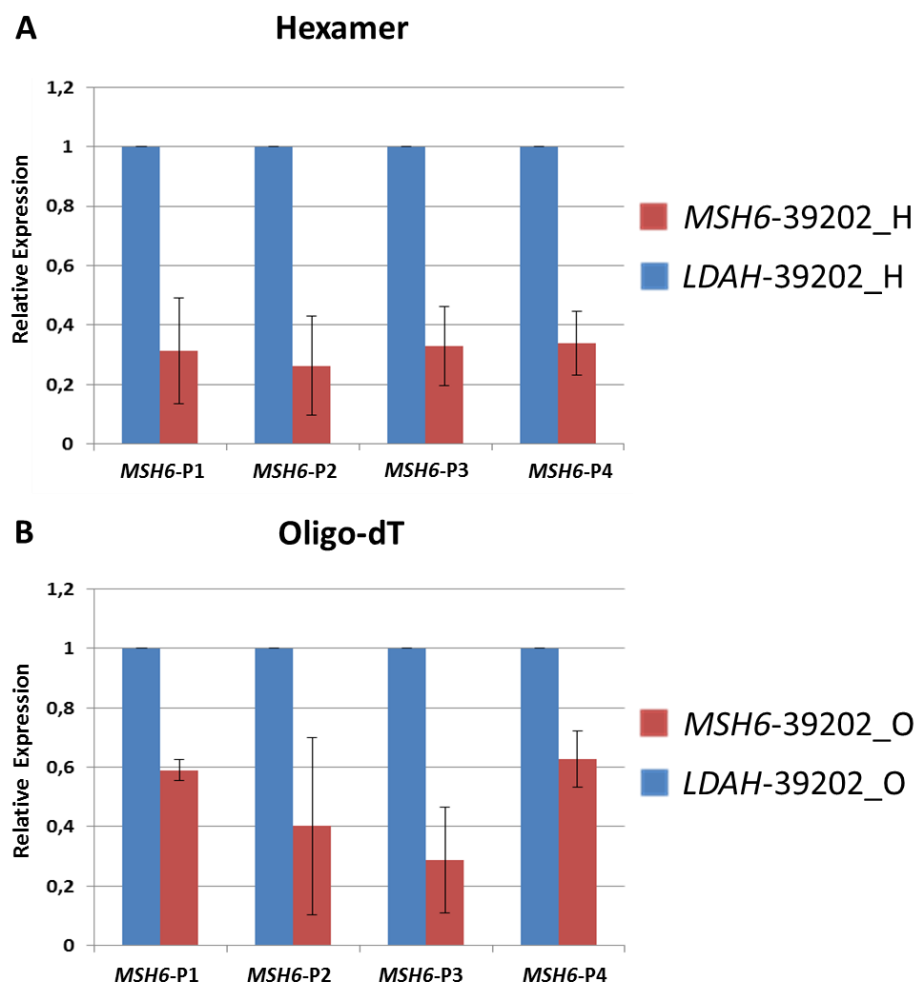 A
Hexamer
Relative Expression
1,2
1
0,8
0,6
0,4
0,2
0
MSH6-P1
MSH6-P2
MSH6-P3
MSH6-P4
MSH6-39202_H
LDAH-39202_H
B
Oligo-dT
Relative Expression
1,2
1
0,8
0,6
0,4
0,2
0
MSH6-P1
MSH6-P2
MSH6-P3
MSH6-P4
MSH6-39202_O
LDAH-39202_O